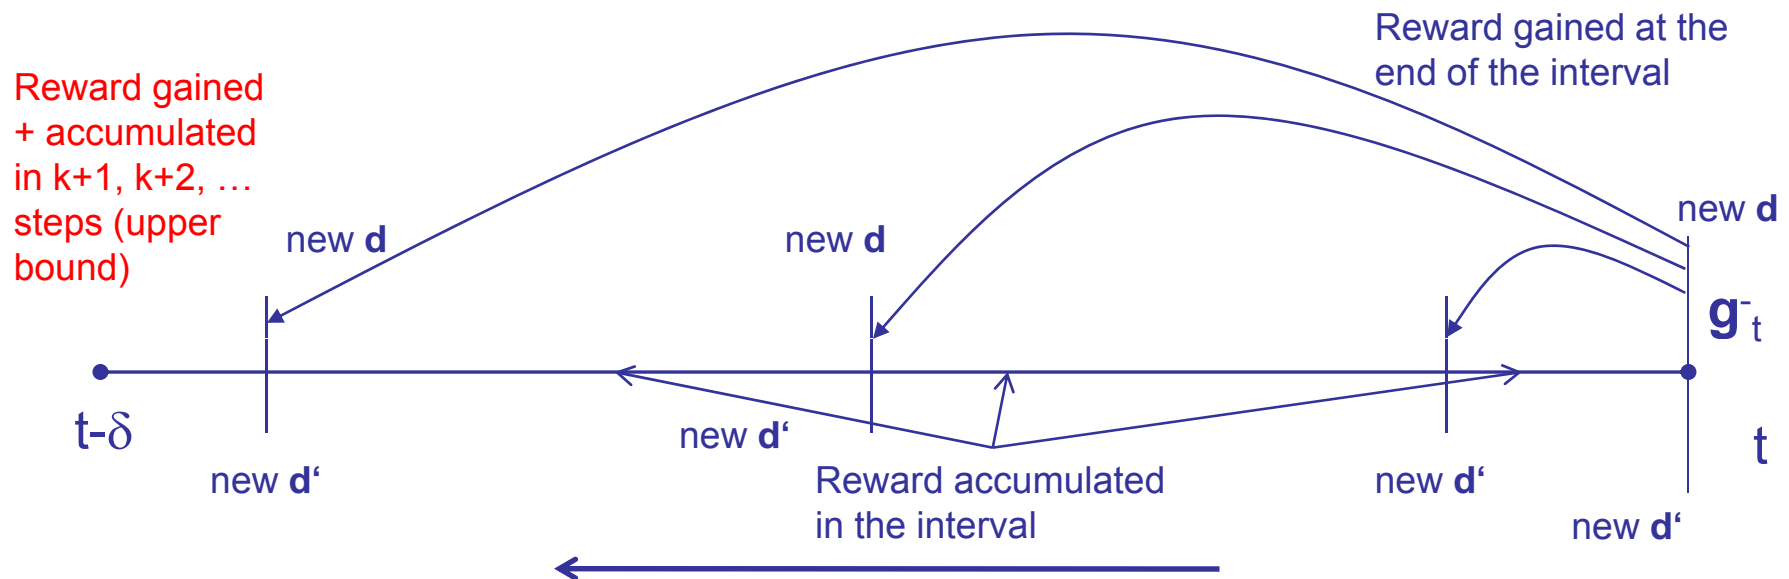 Reward gained at the
end of the interval
Reward gained
+ accumulated
in k+1, k+2, …
steps (upper
bound)
new d
new d
new d
g⁻t
t-δ
new d‘
t
new d‘
Reward accumulated
in the interval
new d‘
new d‘